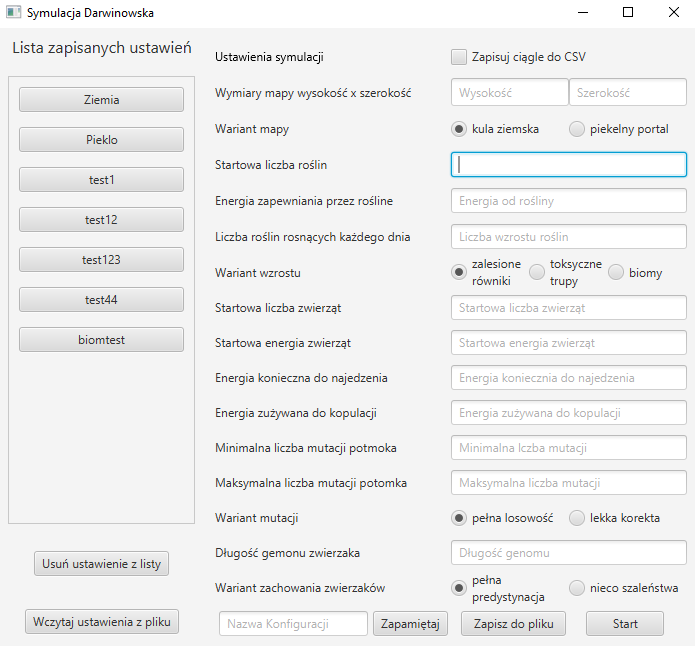 Symulacja Darwinowska
Lista zapisanych ustawień
Ziemia
Piekło
test1
test12
test123
test44
biomtest
Usuń ustawienie z listy
Wczytaj ustawienia z pliku
Ustawienia symulacji
Zapisuj ciągle do CSV
Wymiary mapy wysokość x szerokość
Wysokość
Szerokość
Wariant mapy
kula ziemska
piekelny portal
Startowa liczba roślin
Energia zapewniania przez rośline
Energia od rośliny
Liczba roślin rosnących każdego dnia
Liczba wzrostu roślin
Wariant wzrostu
zalesione
równiki
toksyczne
trupy
biomy
Startowa liczba zwierząt
Startowa liczba zwierząt
Startowa energia zwierząt
Startowa energia zwierząt
Energia konieczna do najedzenia
Energia koniecznia do najedzenia
Energia zużywana do kopulacji
Energia zużywana do kopulacji
Minimalna liczba mutacji potmoka
Minimalna lczba mutacji
Maksymalna liczba mutacji potomka
Maksymalna liczba mutacji
Wariant mutacji
pełna losowość
lekka korekta
Długość gemonu zwierzaka
Długość genomu
Wariant zachowania zwierzaków
pełna
predystynacja
nieco szaleństwa
Nazwa Konfiguracji
Zapamiętaj
Zapisz do pliku
Start